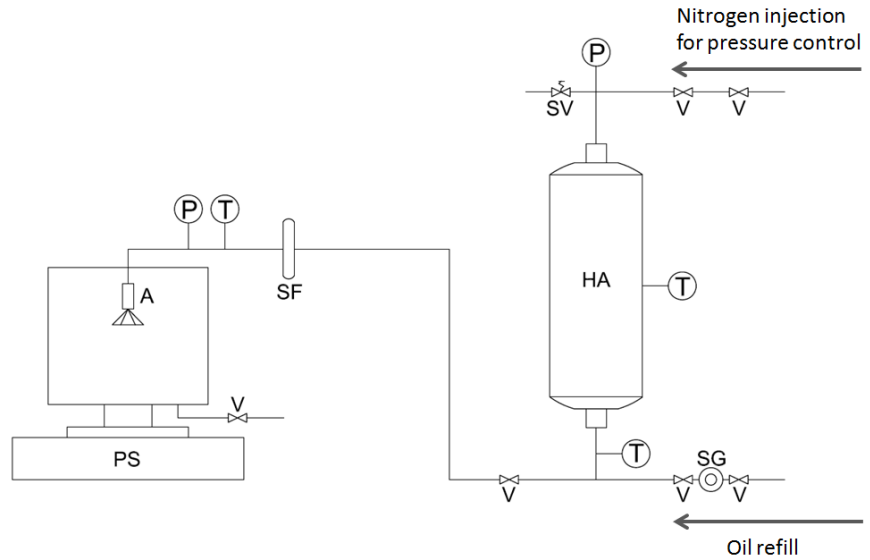 Nitrogen injection
for pressure control
P
SV
V
V
P
T
HA
T
SF
A
V
PS
T
SG
V
V
V
Oil refill